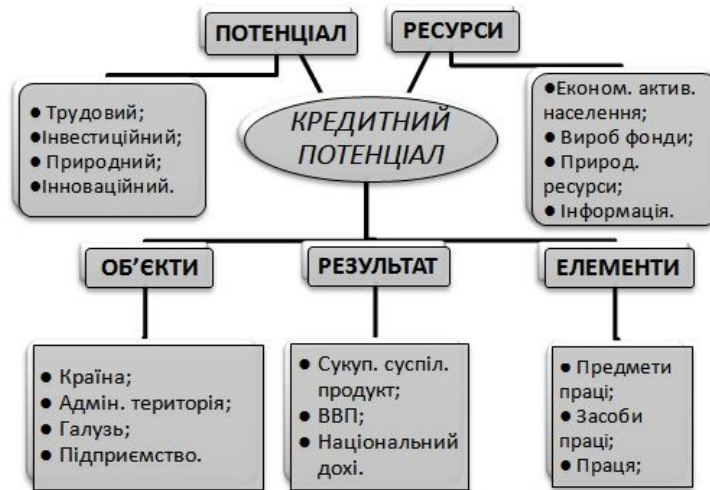 ПОТЕНЦІАЛ
РЕСУРСИ
● Трудовий;
●Інвестиційний;
● Природний;
●Інноваційний.
КРЕДИТНИЙ
ПОТЕНЦІАЛ
●Економ. актив.
населення;
● Вироб фонди;
● Природ.
ресурси;
● Інформація.
ОБ’ЄКТИ
РЕЗУЛЬТАТ
ЕЛЕМЕНТИ
● Країна;
● Адмін. територія;
● Галузь;
● Підприємство.
● Сукуп. суспіл.
продукт;
● ВВП;
● Національний
дохі.
● Предмети
праці;
● Засоби
праці;
● Праця;